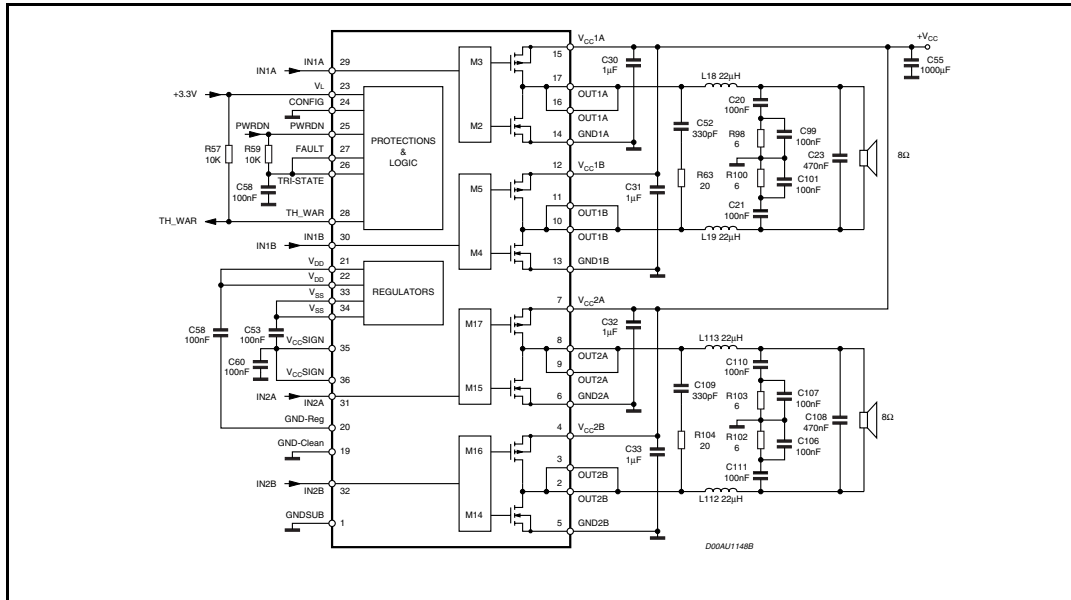 VCC1A
+VCC
15
C30
1µF
C55
1000µF
IN1A
IN1A
29
M3
17
OUT1A
16
OUT1A
L18 22µH
+3.3V
VL
23
CONFIG
24
PWRDN
PWRDN
25
R57
10K
R59
10K
FAULT
27
26
TRI-STATE
C58
100nF
TH_WAR
TH_WAR
28
PROTECTIONS
&
LOGIC
M2
14
GND1A
C52
330pF
R63
20
C20
100nF
R98
6
C99
100nF
R100
6
C101
100nF
C23
470nF
8Ω
C21
100nF
L19 22µH
12
VCC1B
M5
C31
1µF
11
OUT1B
10
OUT1B
IN1B
IN1B
30
M4
13
GND1B
VDD
21
VDD
22
VSS
33
VSS
34
REGULATORS
C58
100nF
C53
100nF
VCCSIGN
35
C60
100nF
VCCSIGN
36
IN2A
IN2A
31
GND-Reg
20
GND-Clean
19
IN2B
IN2B
32
GNDSUB
1
7
VCC2A
M17
C32
1µF
8
OUT2A
9
OUT2A
M15
6
GND2A
L113 22µH
C110
100nF
C109
330pF
R103
6
C107
100nF
C108
470nF
8Ω
R104
20
R102
6
C106
100nF
C111
100nF
L112 22µH
4
VCC2B
M16
C33
1µF
3
OUT2B
2
OUT2B
M14
5
GND2B
D00AU1148B